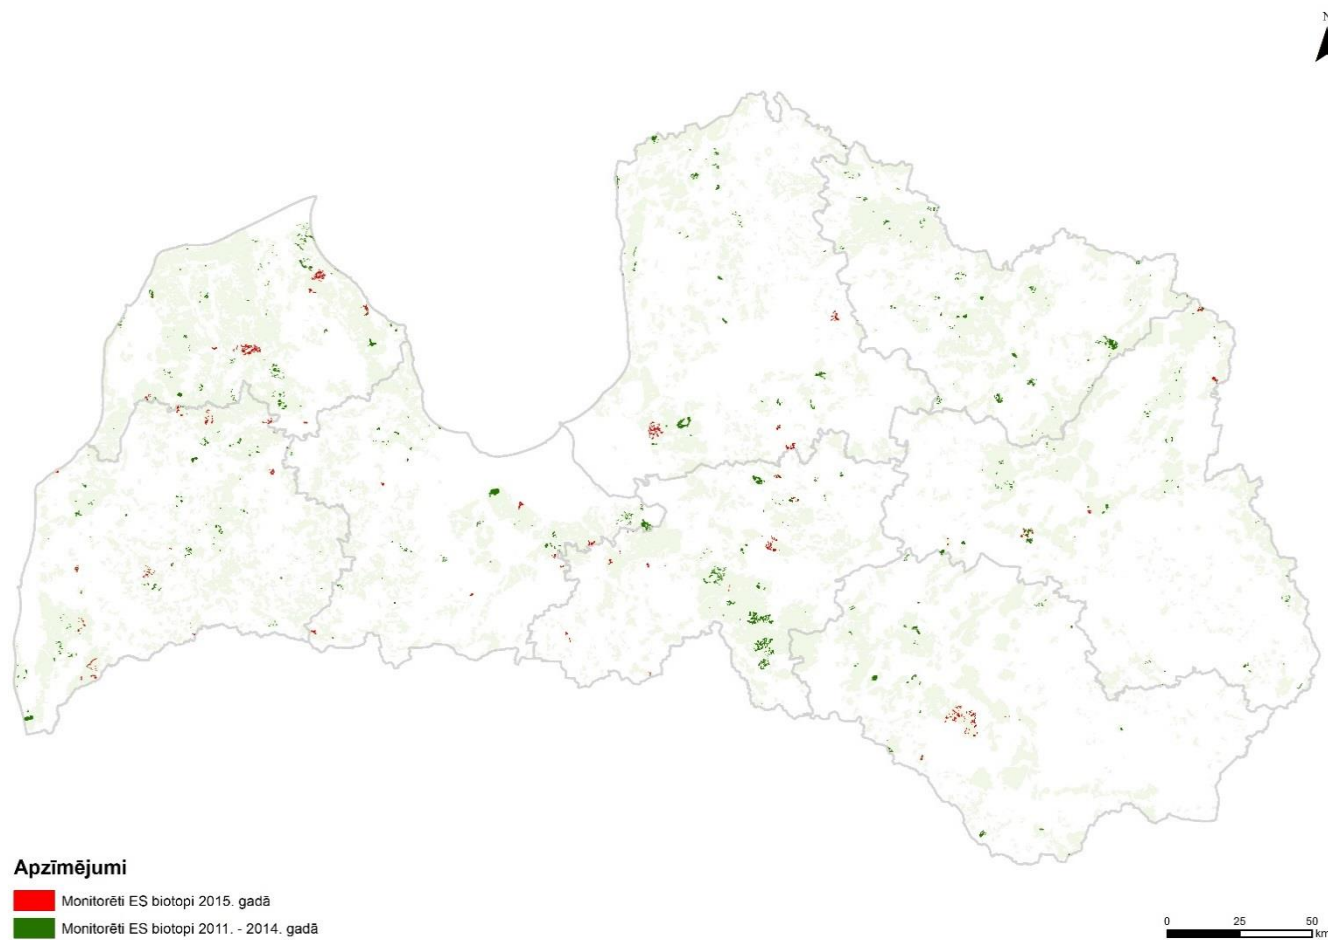 N
Apzīmējumi
Monitorēti ES biotopi 2015. gadā
Monitorēti ES biotopi 2011. - 2014. gadā
0 25 50
km